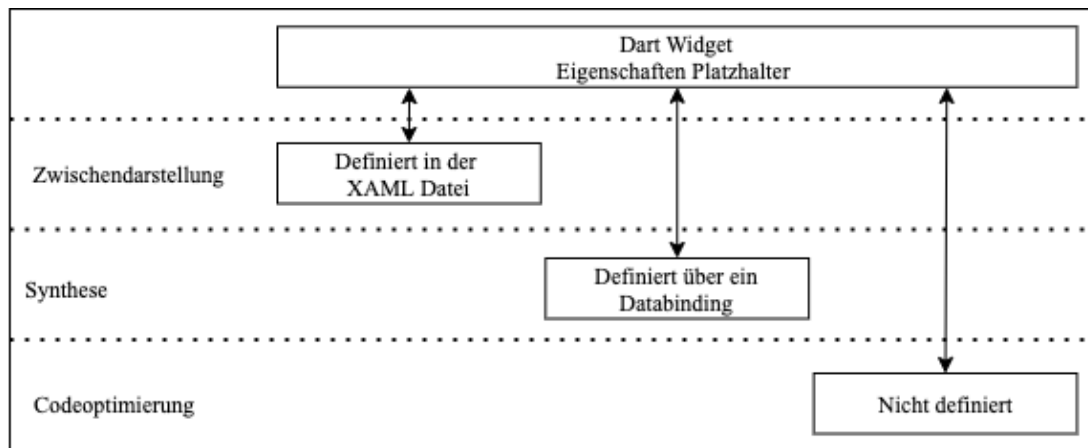 Dart Widget
Eigenschaften Platzhalter
Zwischendarstellung
Definiert in der
XAML Datei
Synthese
Definiert über ein
Databinding
Codeoptimierung
Nicht definiert